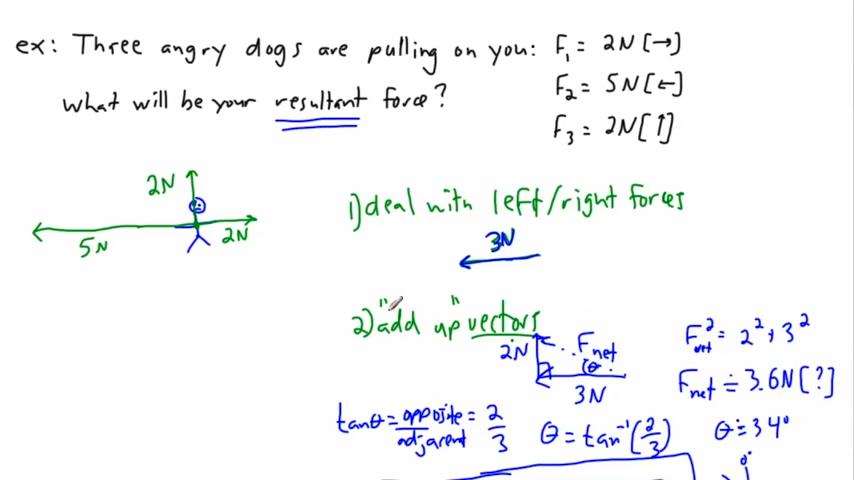 ex: Three angry dogs are pulling on you:
What will be your resultant force?
F₁ = 2N [→]
F₂ = 5N [←]
F₃ = 2N [↑]
2N
5N
2N
1) deal with left/right forces
3N
2) "add up" vectors
2N
Fnet
θ
3N
Fnet² = 2² + 3²
Fnet ≐ 3.6N [?]
tanθ = opposite/adjacent = 2/3
θ = tan⁻¹(2/3)
θ ≐ 34°
0°